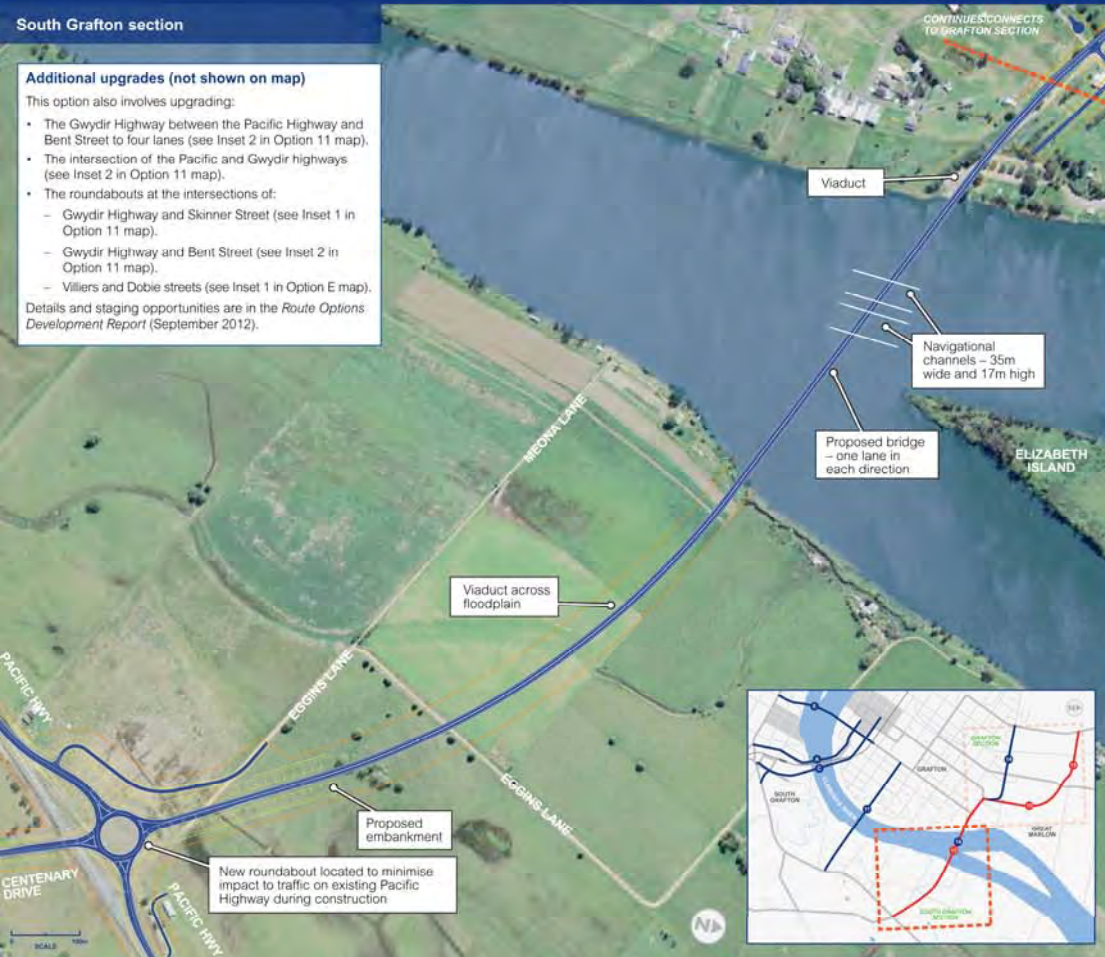 South Grafton section
Additional upgrades (not shown on map)
This option also involves upgrading:
• The Gwydir Highway between the Pacific Highway and
Bent Street to four lanes (see Inset 2 in Option 11 map).
• The intersection of the Pacific and Gwydir highways
(see Inset 2 in Option 11 map).
• The roundabouts at the intersections of:
– Gwydir Highway and Skinner Street (see Inset 1 in
Option 11 map).
– Gwydir Highway and Bent Street (see Inset 2 in
Option 11 map).
– Villiers and Dobie streets (see Inset 1 in Option E map).
Details and staging opportunities are in the Route Options
Development Report (September 2012).
CONTINUES/CONNECTS
TO GRAFTON SECTION
Viaduct
Navigational
channels – 35m
wide and 17m high
Proposed bridge
– one lane in
each direction
ELIZABETH
ISLAND
MEONA LANE
Viaduct across
floodplain
PACIFIC HWY
EGGINS LANE
EGGINS LANE
Proposed
embankment
New roundabout located to minimise
impact to traffic on existing Pacific
Highway during construction
CENTENARY
DRIVE
PACIFIC HWY
0 100m
SCALE
N
GRAFTON
SECTION
GRAFTON
SOUTH
GRAFTON
CLARENCE RIVER
GREAT
MARLOW
SOUTH GRAFTON
SECTION